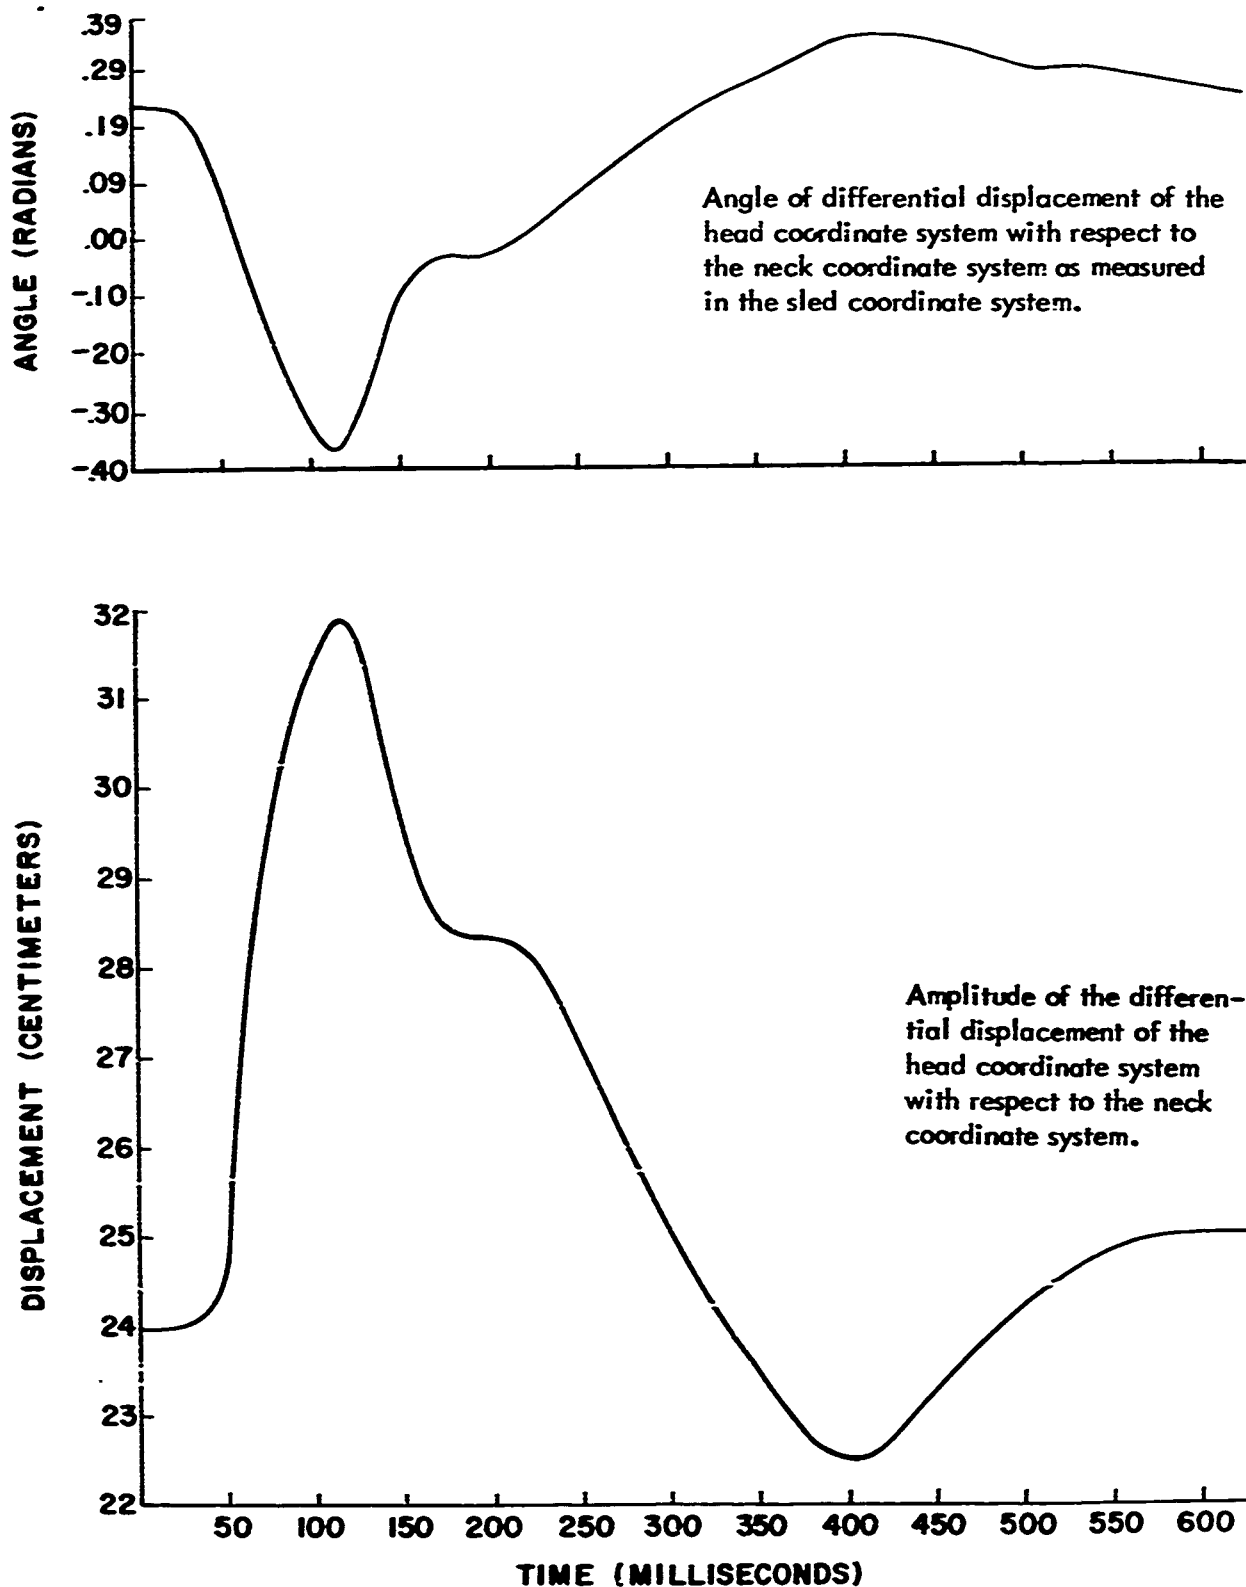 .39
.29
.19
.09
.00
-.10
-.20
-.30
-.40
ANGLE (RADIANS)
Angle of differential displacement of the
head coordinate system with respect to
the neck coordinate system as measured
in the sled coordinate system.
32
31
30
29
28
27
26
25
24
23
22
DISPLACEMENT (CENTIMETERS)
Amplitude of the differen-
tial displacement of the
head coordinate system
with respect to the neck
coordinate system.
50 100 150 200 250 300 350 400 450 500 550 600
TIME (MILLISECONDS)